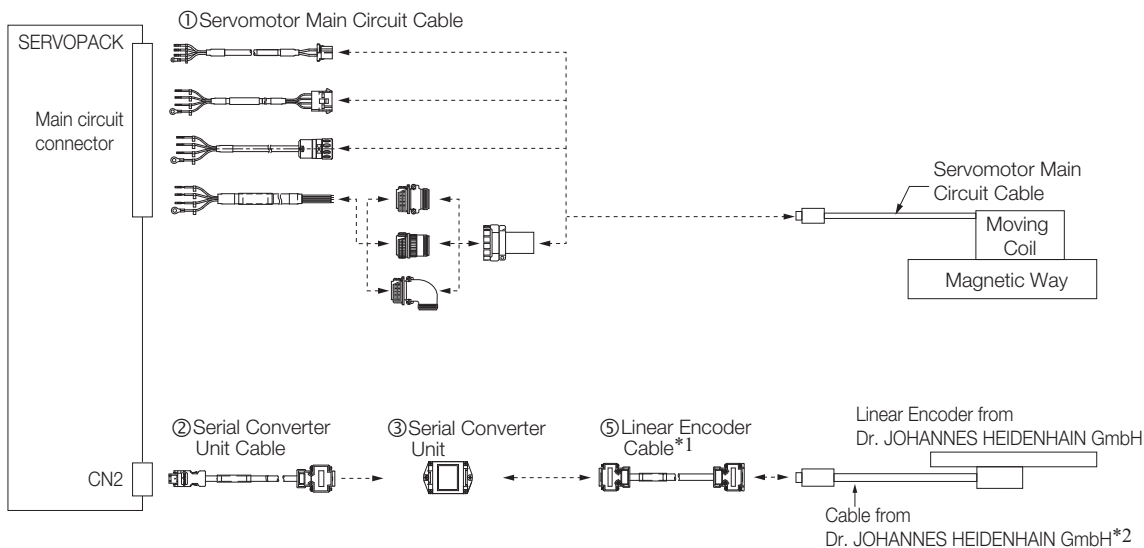 ①Servomotor Main Circuit Cable
SERVOPACK
Main circuit
connector
Servomotor Main
Circuit Cable
Moving
Coil
Magnetic Way
②Serial Converter
Unit Cable
③Serial Converter
Unit
⑤Linear Encoder
Cable*1
Linear Encoder from
Dr. JOHANNES HEIDENHAIN GmbH
CN2
Cable from
Dr. JOHANNES HEIDENHAIN GmbH*2